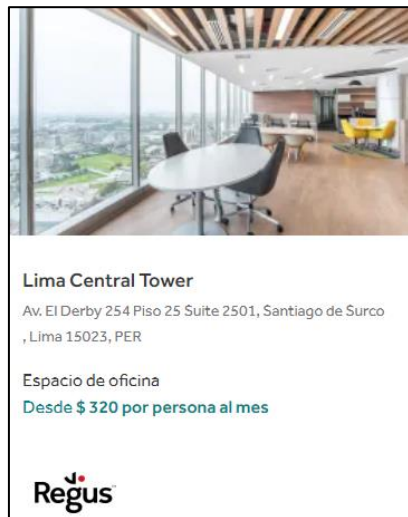 Lima Central Tower
Av. El Derby 254 Piso 25 Suite 2501, Santiago de Surco
, Lima 15023, PER
Espacio de oficina
Desde $ 320 por persona al mes
Regus